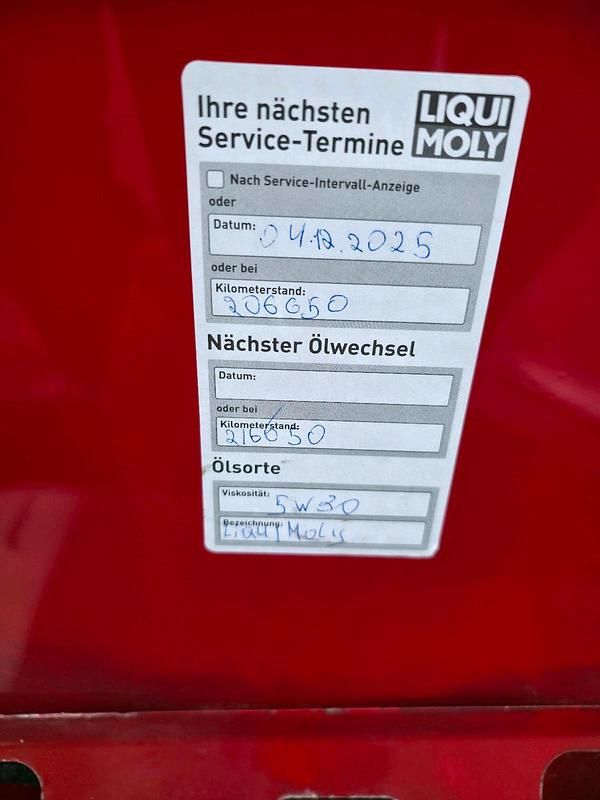 Ihre nächsten
Service-Termine
LIQUI
MOLY
Nach Service-Intervall-Anzeige
oder
Datum: 04.12.2025
oder bei
Kilometerstand:
206650
Nächster Ölwechsel
Datum:
oder bei
Kilometerstand:
216650
Ölsorte
Viskosität: 5W30
Bezeichnung:
Liqui Moly